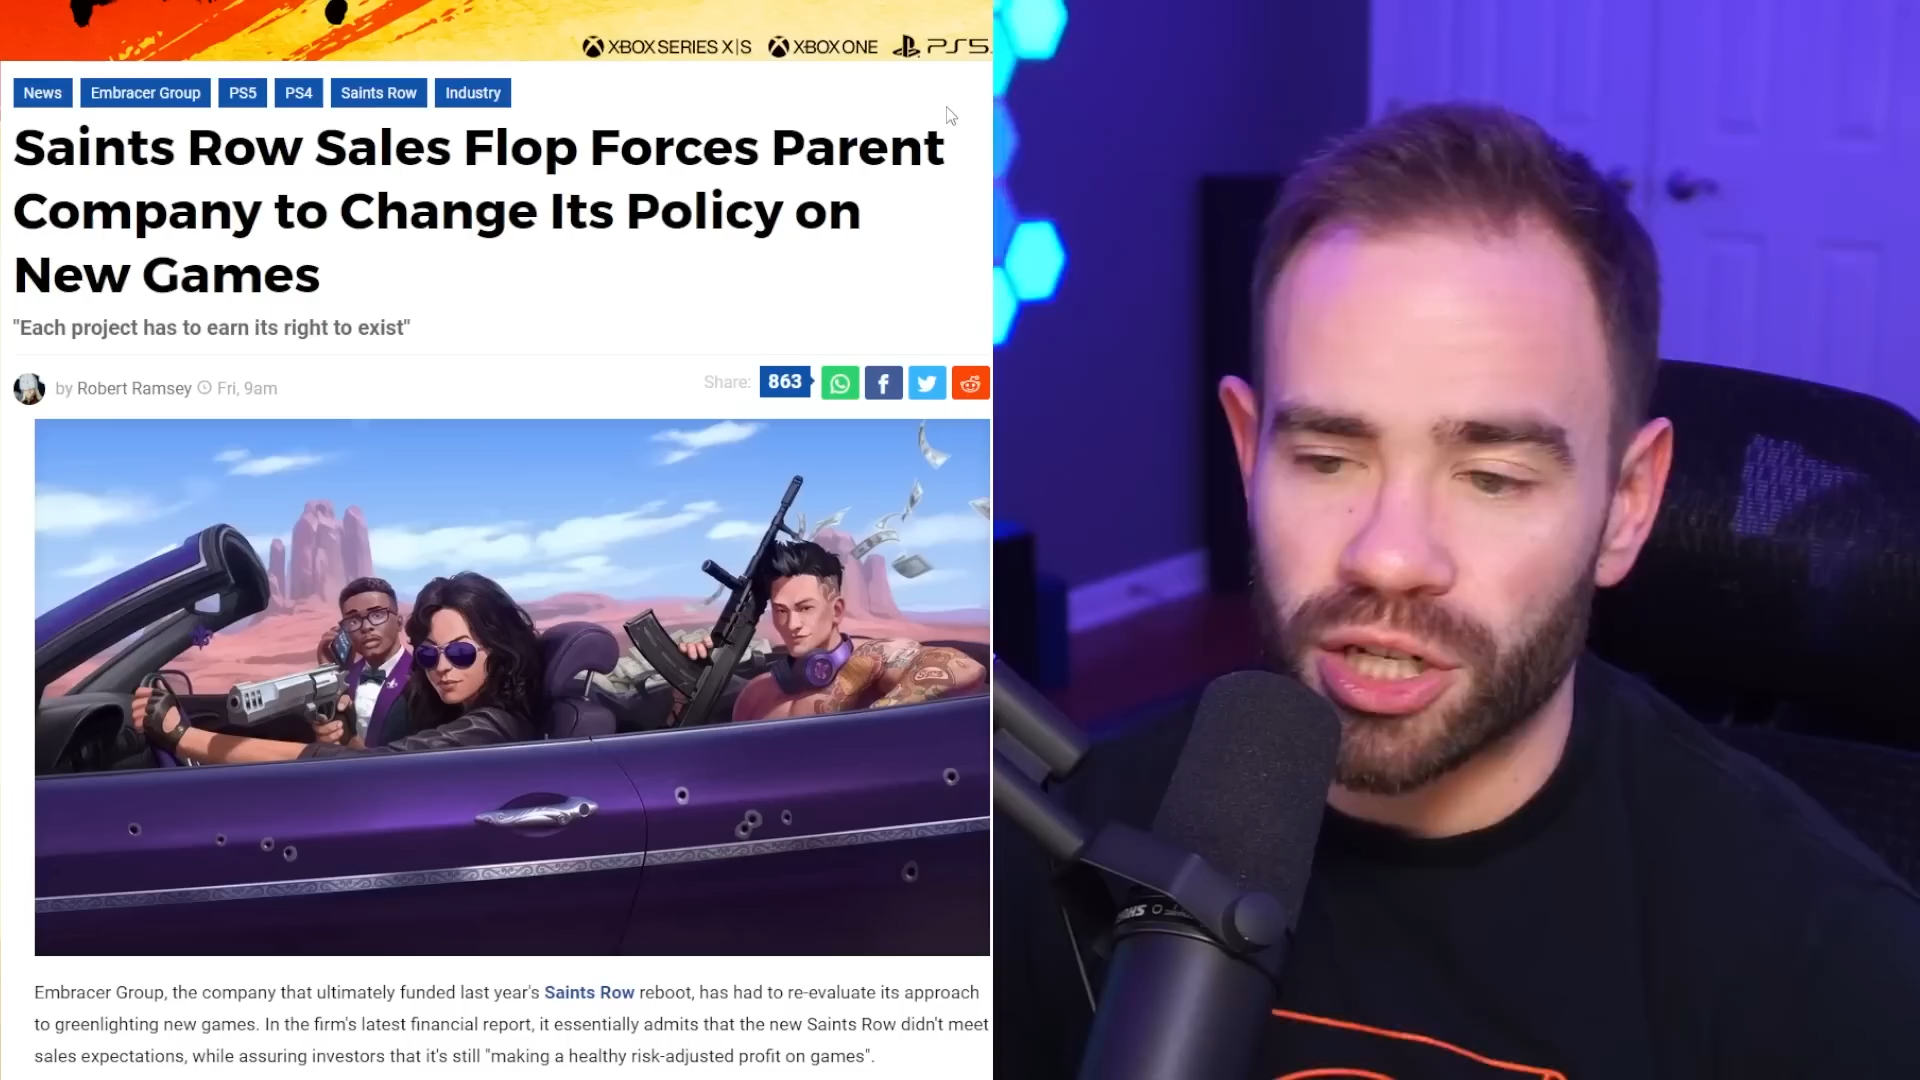 XBOX SERIES X|S XBOX ONE PS5
News Embracer Group PS5 PS4 Saints Row Industry
Saints Row Sales Flop Forces Parent
Company to Change Its Policy on
New Games
"Each project has to earn its right to exist"
by Robert Ramsey Fri, 9am
Share: 863
Embracer Group, the company that ultimately funded last year's Saints Row reboot, has had to re-evaluate its approach
to greenlighting new games. In the firm's latest financial report, it essentially admits that the new Saints Row didn't meet
sales expectations, while assuring investors that it's still "making a healthy risk-adjusted profit on games".